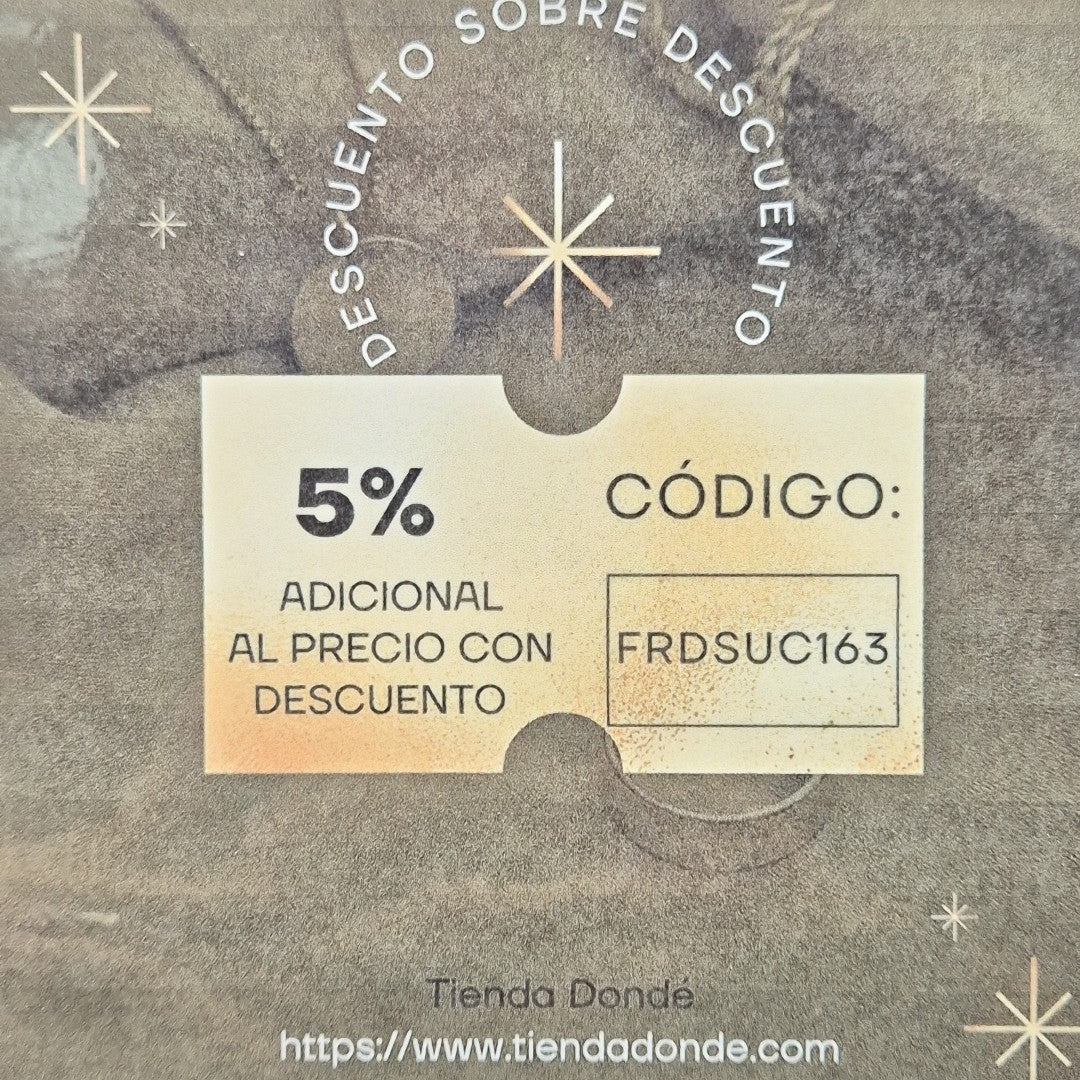 DESCUENTO SOBRE DESCUENTO
5%
ADICIONAL
AL PRECIO CON
DESCUENTO
CÓDIGO:
FRDSUC163
Tienda Dondé
https://www.tiendadonde.com